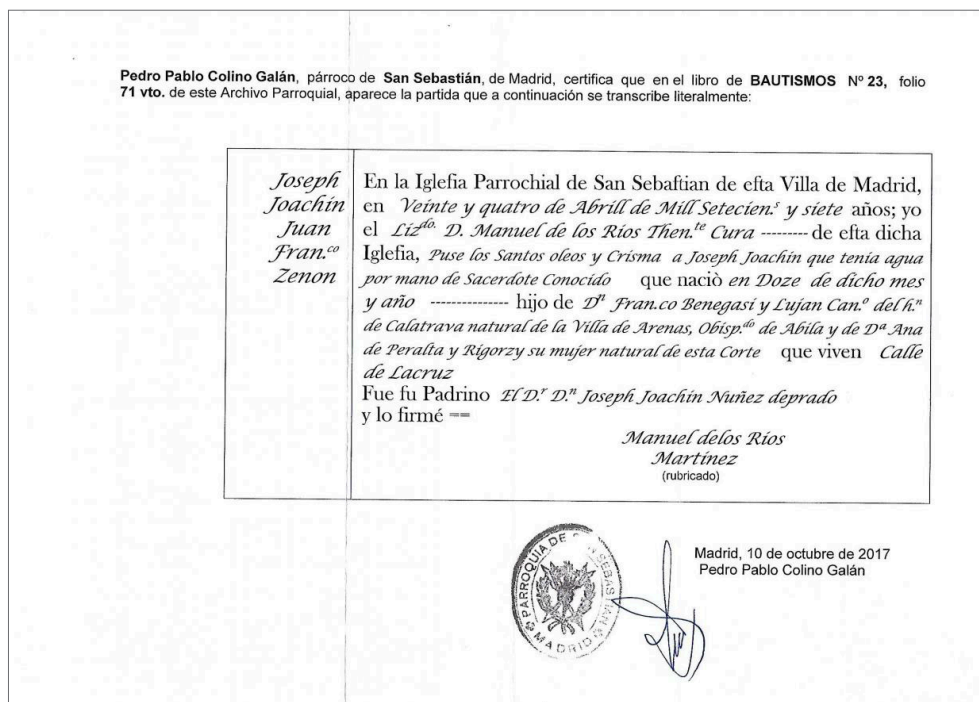 Pedro Pablo Colino Galán, párroco de San Sebastián, de Madrid, certifica que en el libro de BAUTISMOS Nº 23, folio
71 vto. de este Archivo Parroquial, aparece la partida que a continuación se transcribe literalmente:
Joseph
Joachin
Juan
Fran.co
Zenon
En la Iglefia Parrochial de San Sebaftian de efta Villa de Madrid,
en Veinte y quatro de Abrill de Mill Setecien.s y siete años; yo
el Lizdo. D. Manuel de los Ríos Then.te Cura --------- de efta dicha
Iglefia, Puse los Santos oleos y Crisma a Joseph Joachin que tenia agua
por mano de Sacerdote Conocido que naciò en Doze de dicho mes
y año -------------- hijo de Dn Fran.co Benegasi y Lujan Can.o del h.n
de Calatrava natural de la Villa de Arenas, Obisp.do de Abila y de Da Ana
de Peralta y Rigorzy su mujer natural de esta Corte que viven Calle
de Lacruz
Fue fu Padrino El D.r D.n Joseph Joachin Nuñez deprado
y lo firmé ==
Manuel delos Ríos
Martínez
(rubricado)
PARROQUIA DE SAN SEBASTIAN
MADRID
Madrid, 10 de octubre de 2017
Pedro Pablo Colino Galán